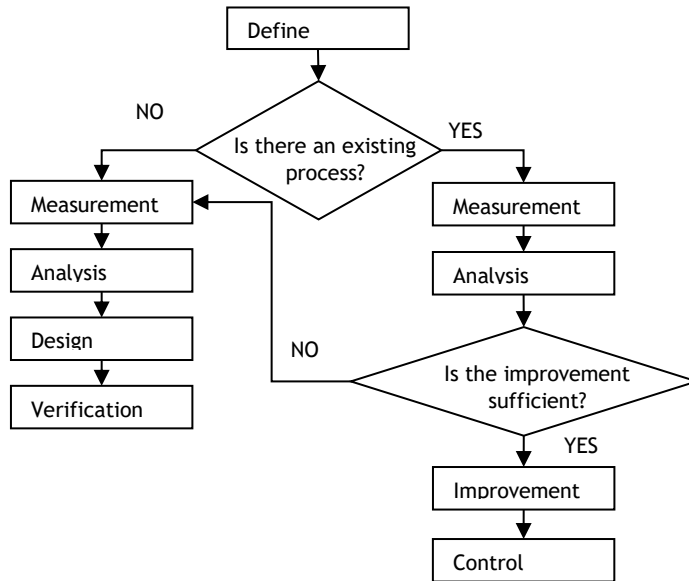 Define
NO
YES
Is there an existing
process?
Measurement
Measurement
Analysis
Analysis
Design
NO
Is the improvement
sufficient?
Verification
YES
Improvement
Control